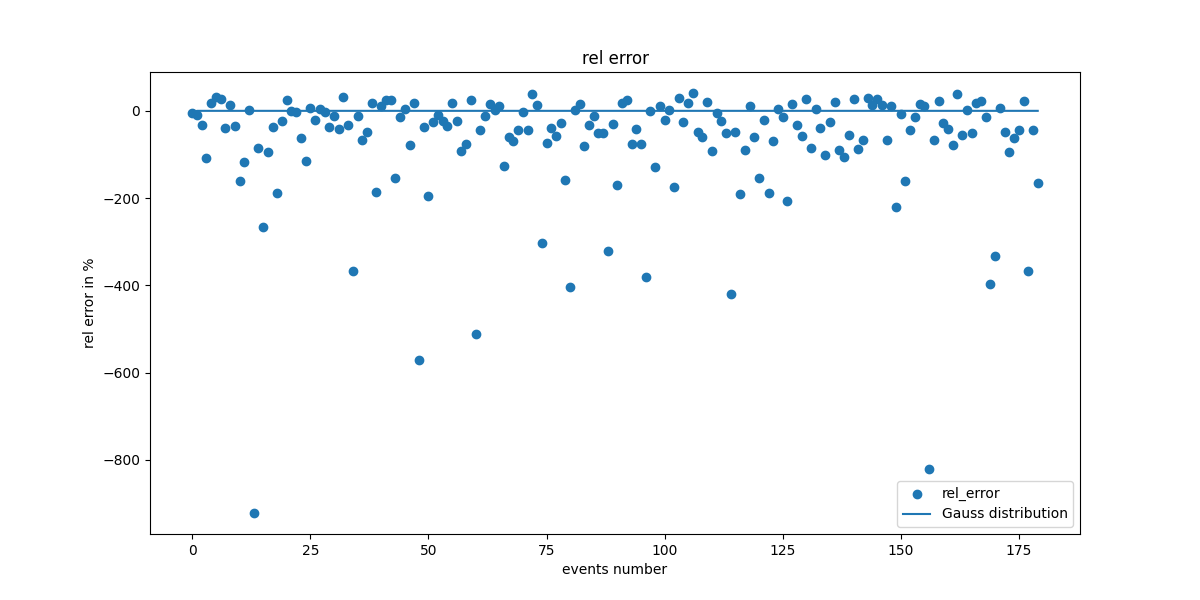 rel error
0
−200
−400
−600
−800
rel error in %
0
25
50
75
100
125
150
175
events number
rel_error
Gauss distribution